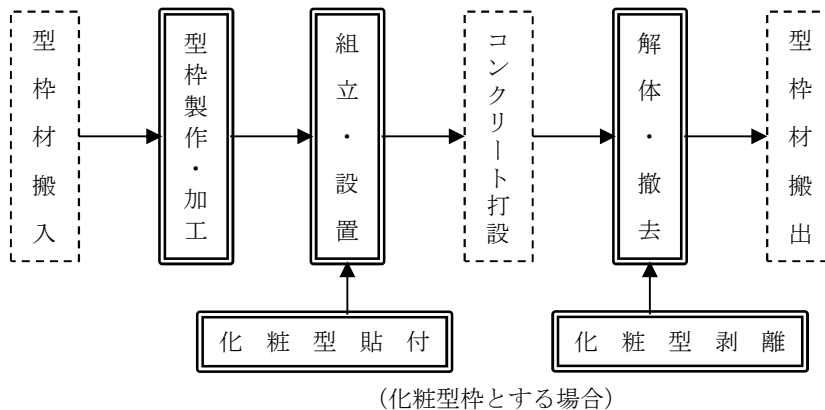 型枠材搬入
型枠製作・加工
組立・設置
コンクリート打設
解体・撤去
型枠材搬出
化粧型貼付
化粧型剥離
（化粧型枠とする場合）